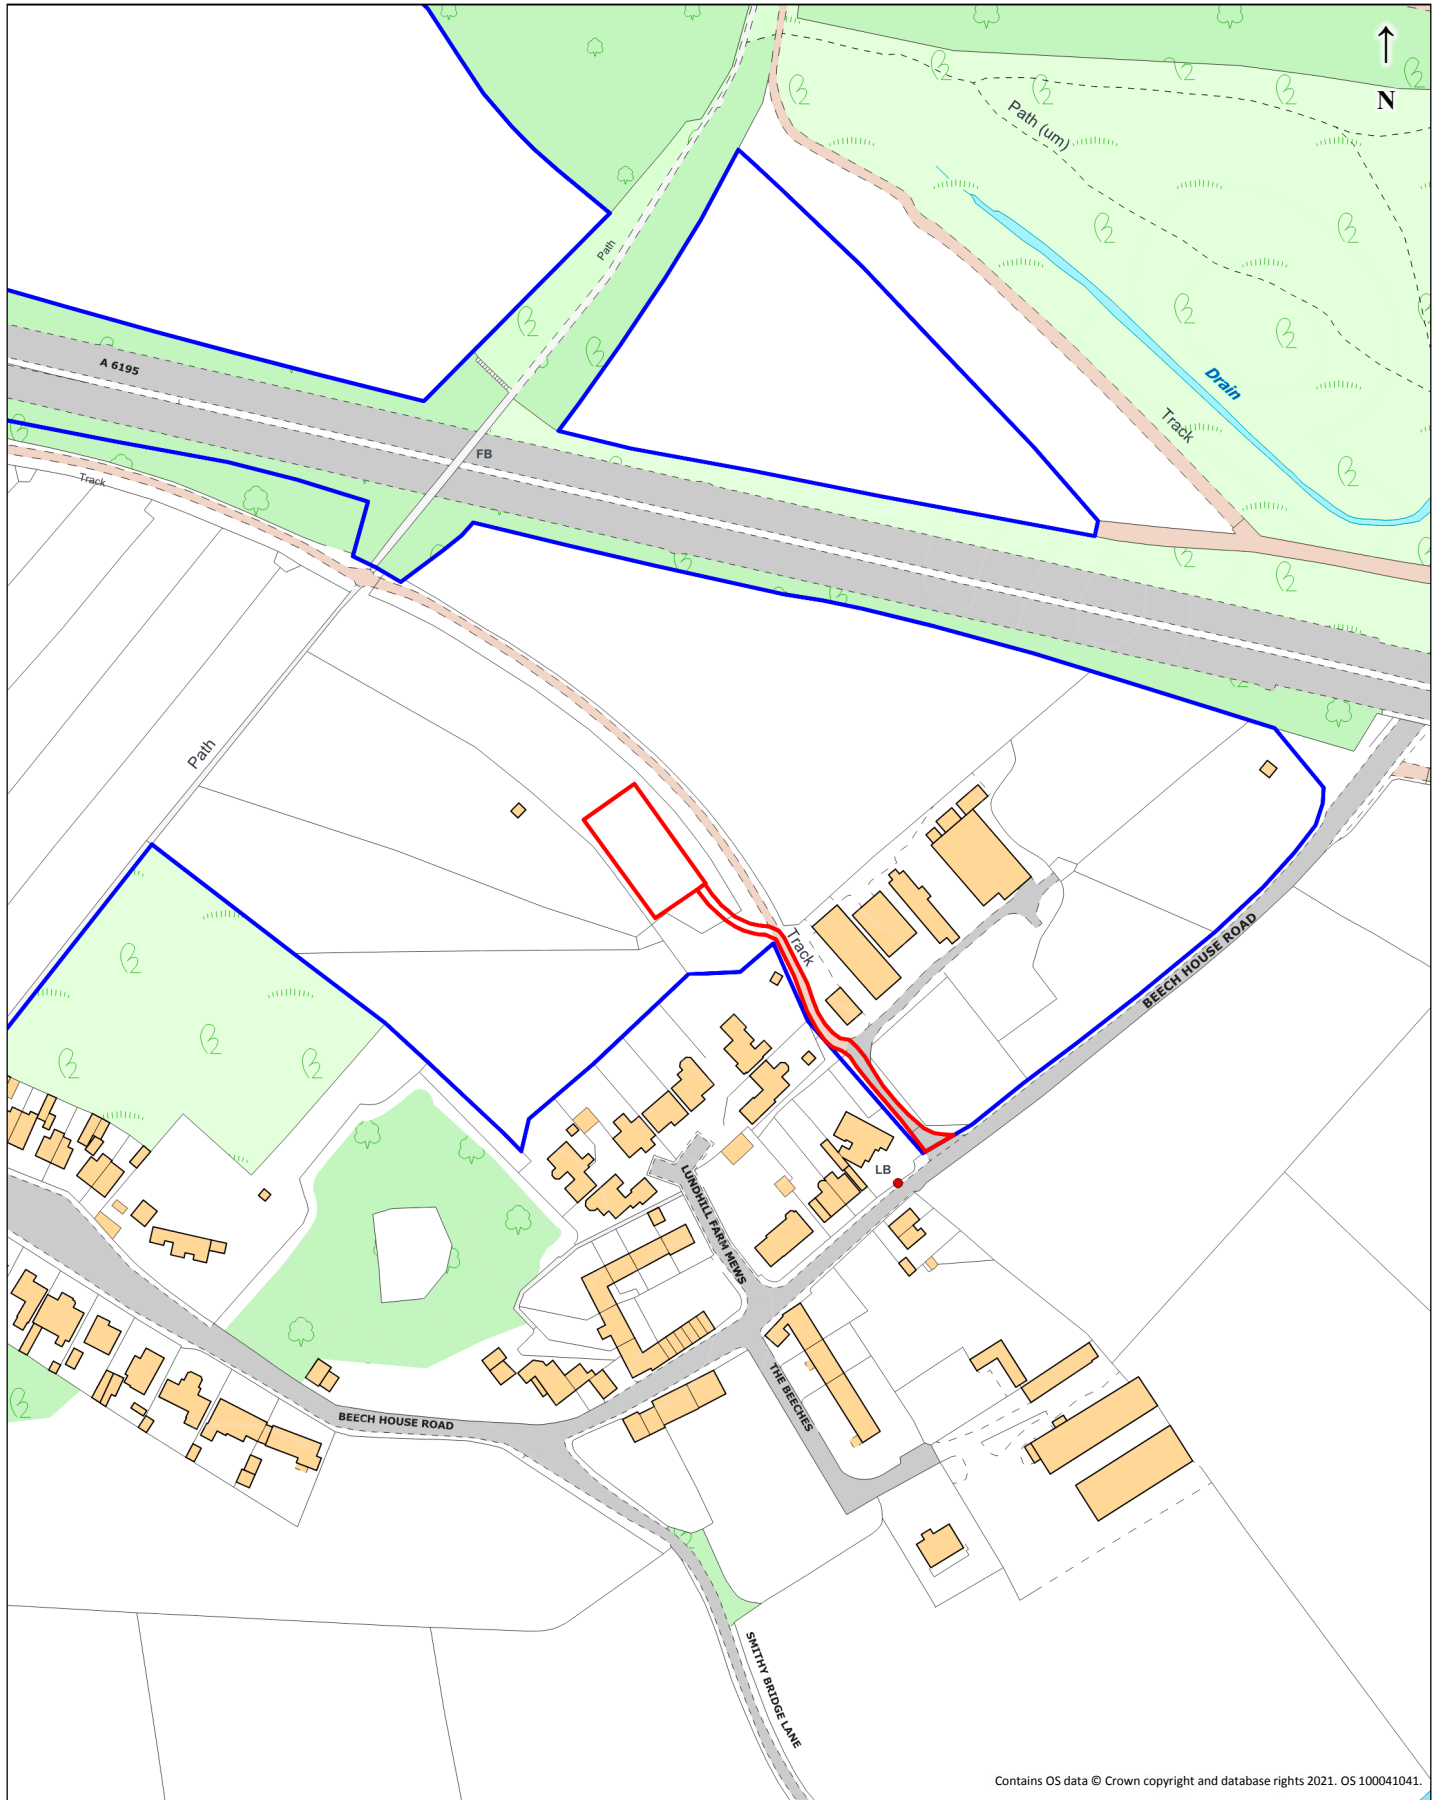 N
Path (um)
Path
A 6195
Drain
Track
FB
Track
Path
Track
BEECH HOUSE ROAD
LB
LUNDHILL FARM MEWS
THE BEECHES
BEECH HOUSE ROAD
SMITHY BRIDGE LANE
Contains OS data © Crown copyright and database rights 2021. OS 100041041.